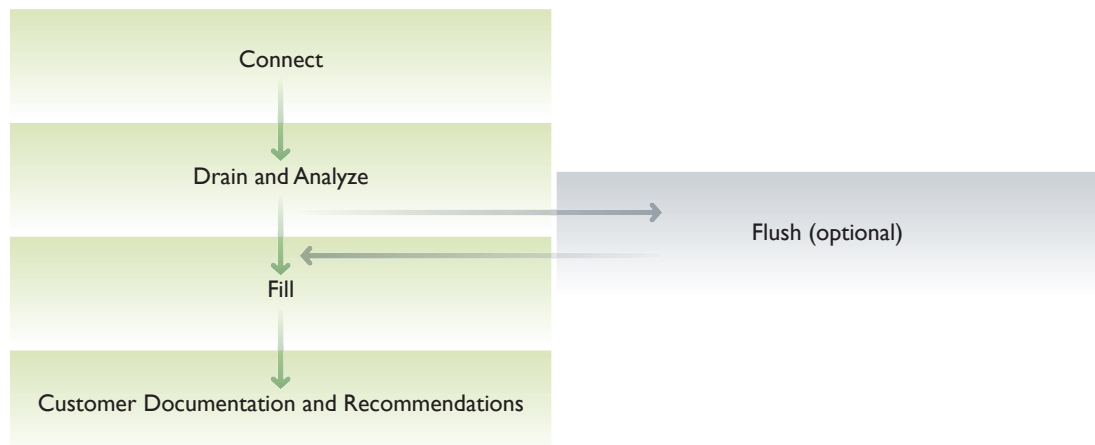 Connect
Drain and Analyze
Flush (optional)
Fill
Customer Documentation and Recommendations